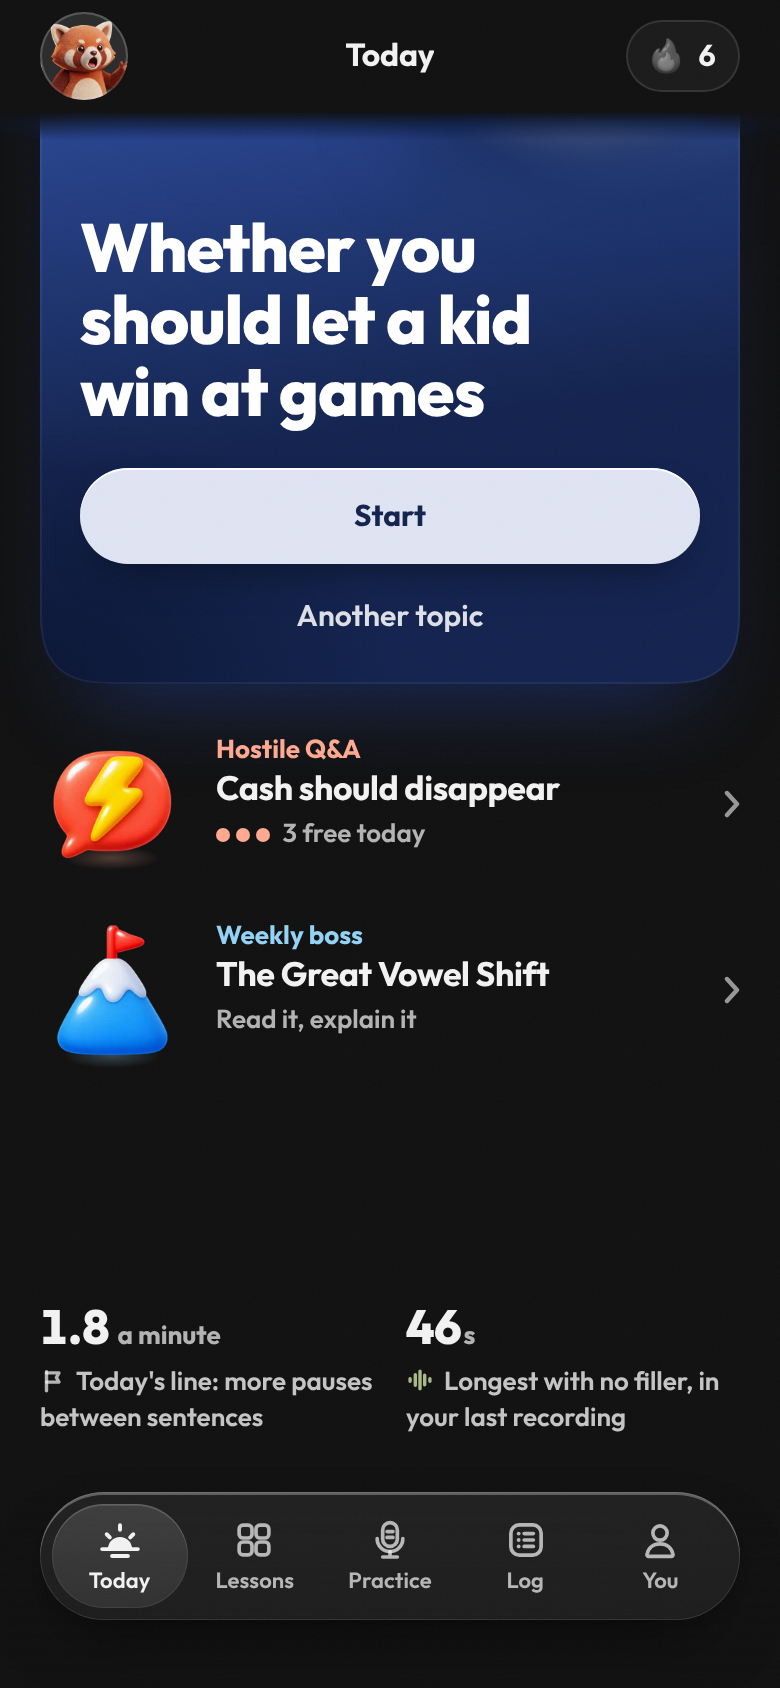 Today
6
Whether you
should let a kid
win at games
Start
Another topic
Hostile Q&A
Cash should disappear
3 free today
Weekly boss
The Great Vowel Shift
Read it, explain it
1.8 a minute
Today's line: more pauses
between sentences
46s
Longest with no filler, in
your last recording
Today
Lessons
Practice
Log
You